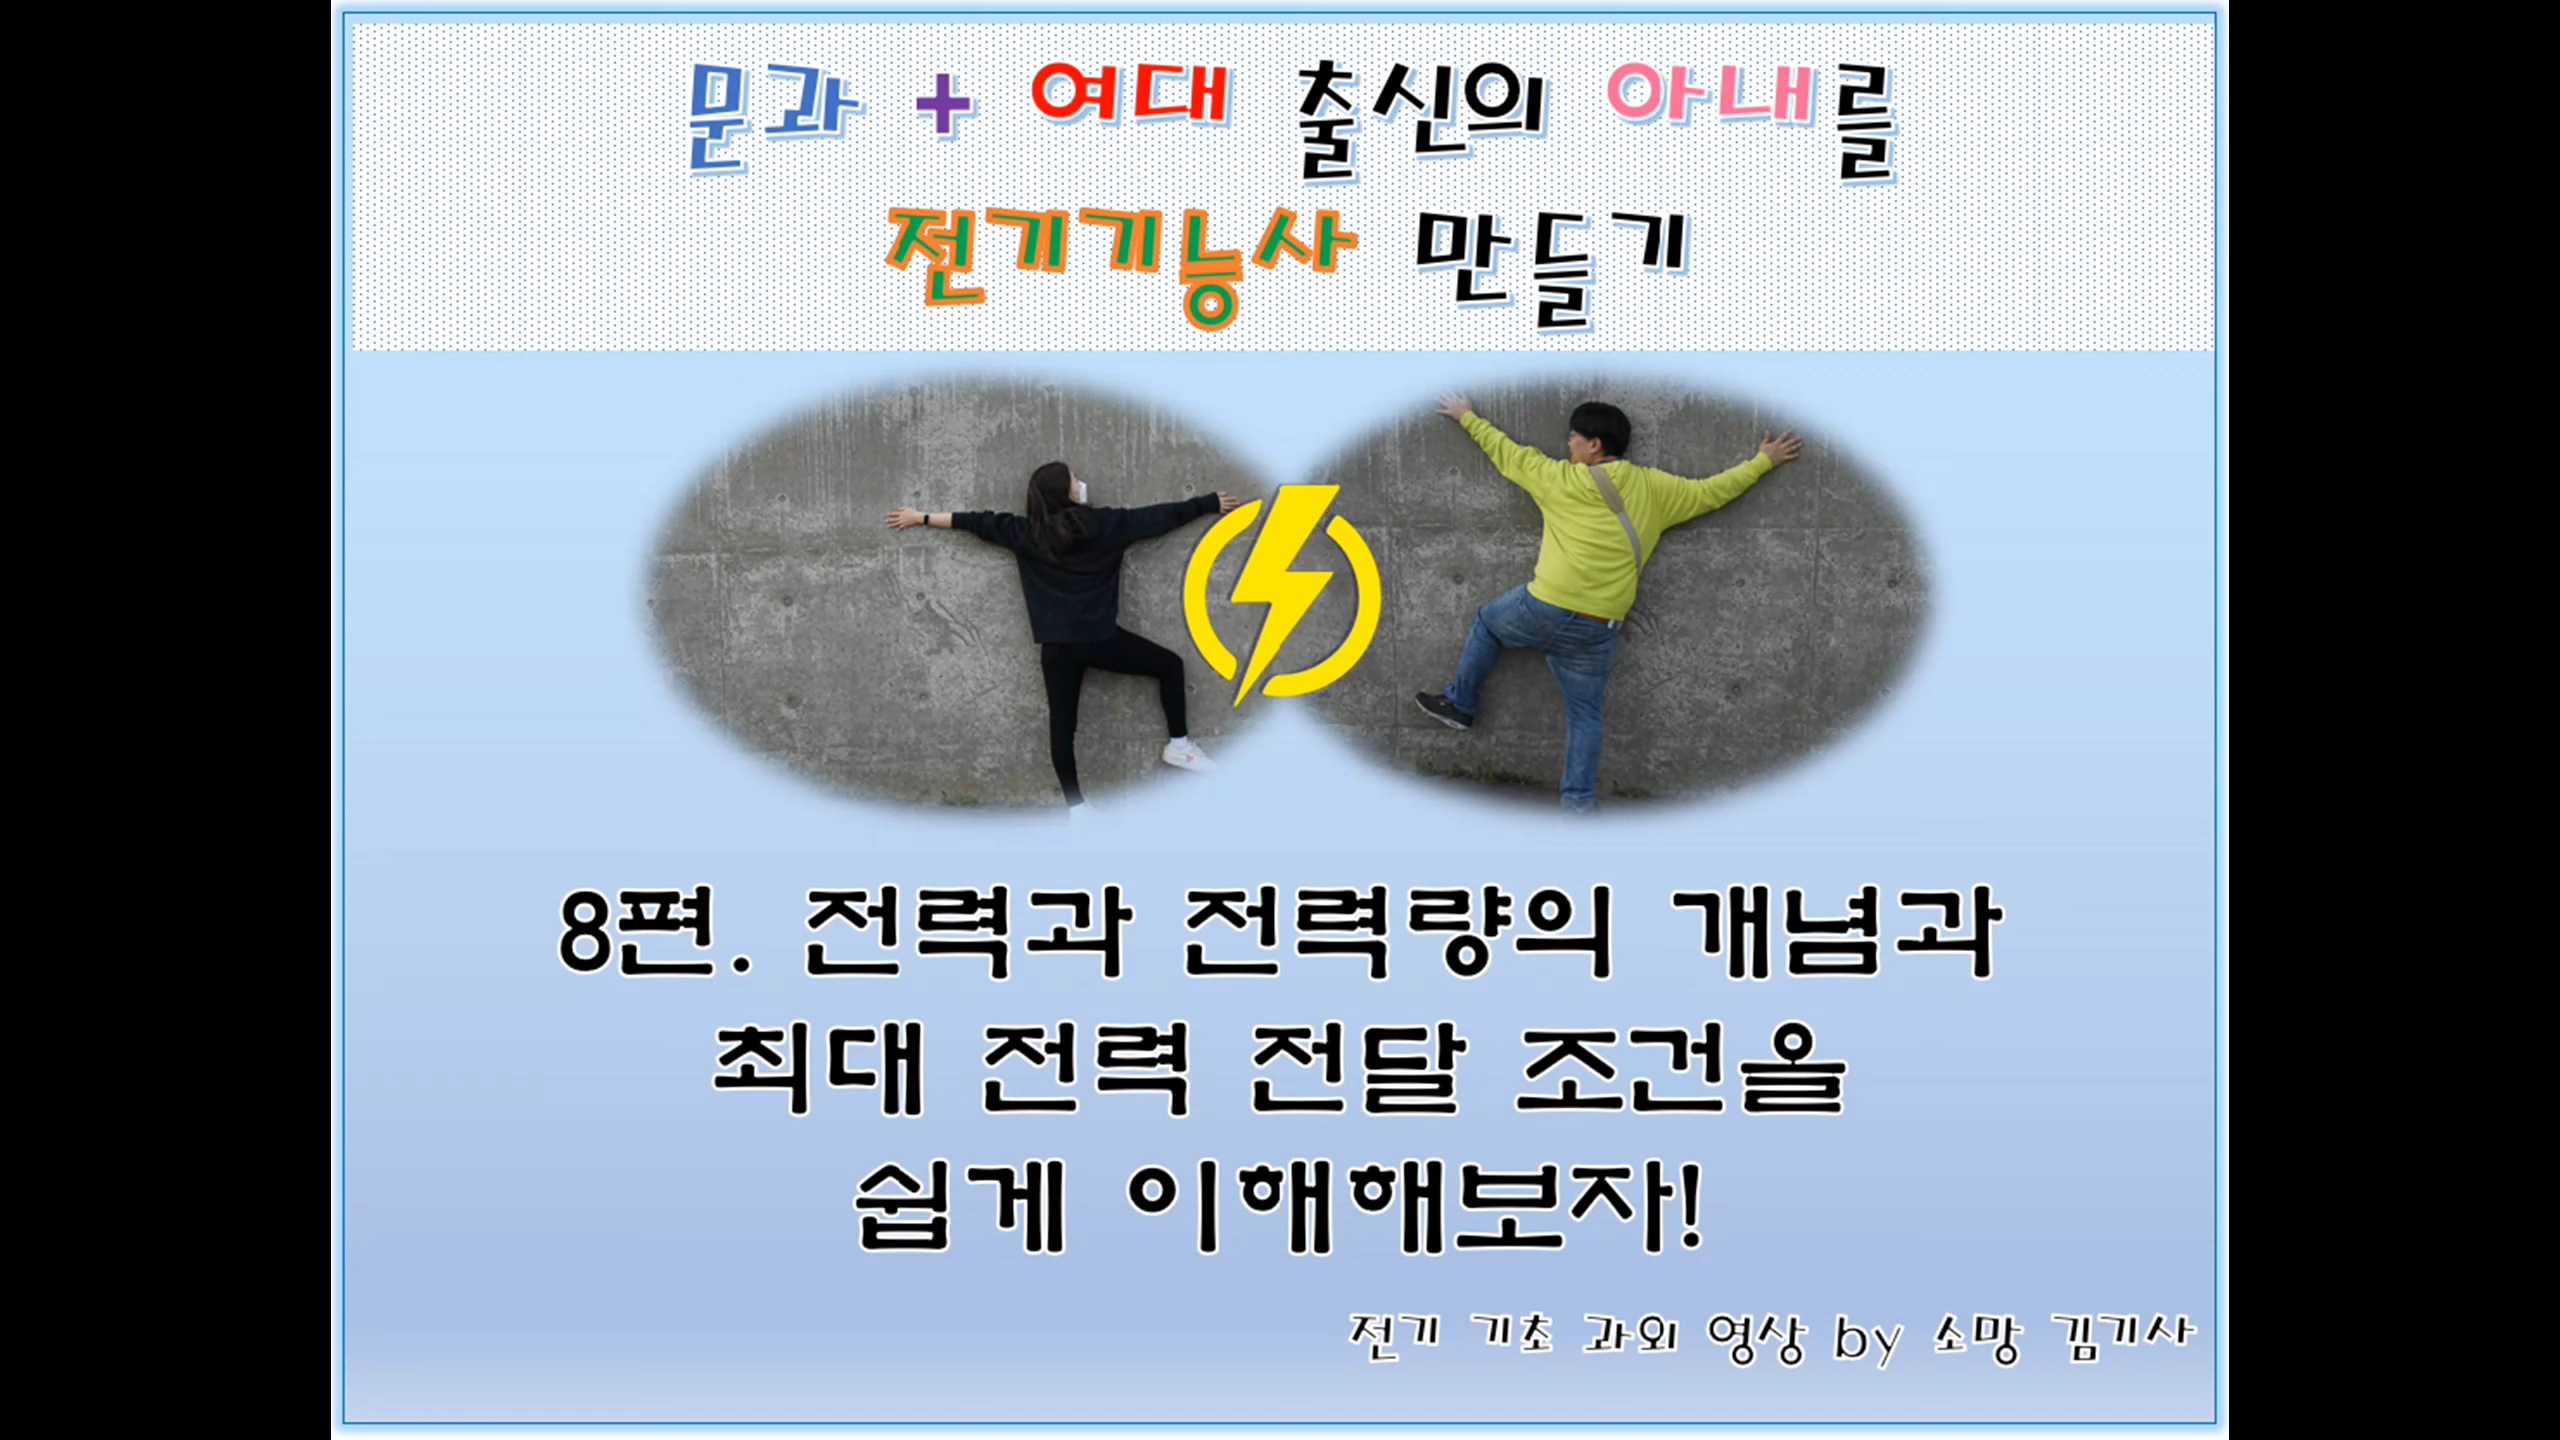 문과 + 여대 출신의 아내를
전기기능사 만들기
8편. 전력과 전력량의 개념과
최대 전력 전달 조건을
쉽게 이해해보자!
전기 기초 과외 영상 by 소망 김기사